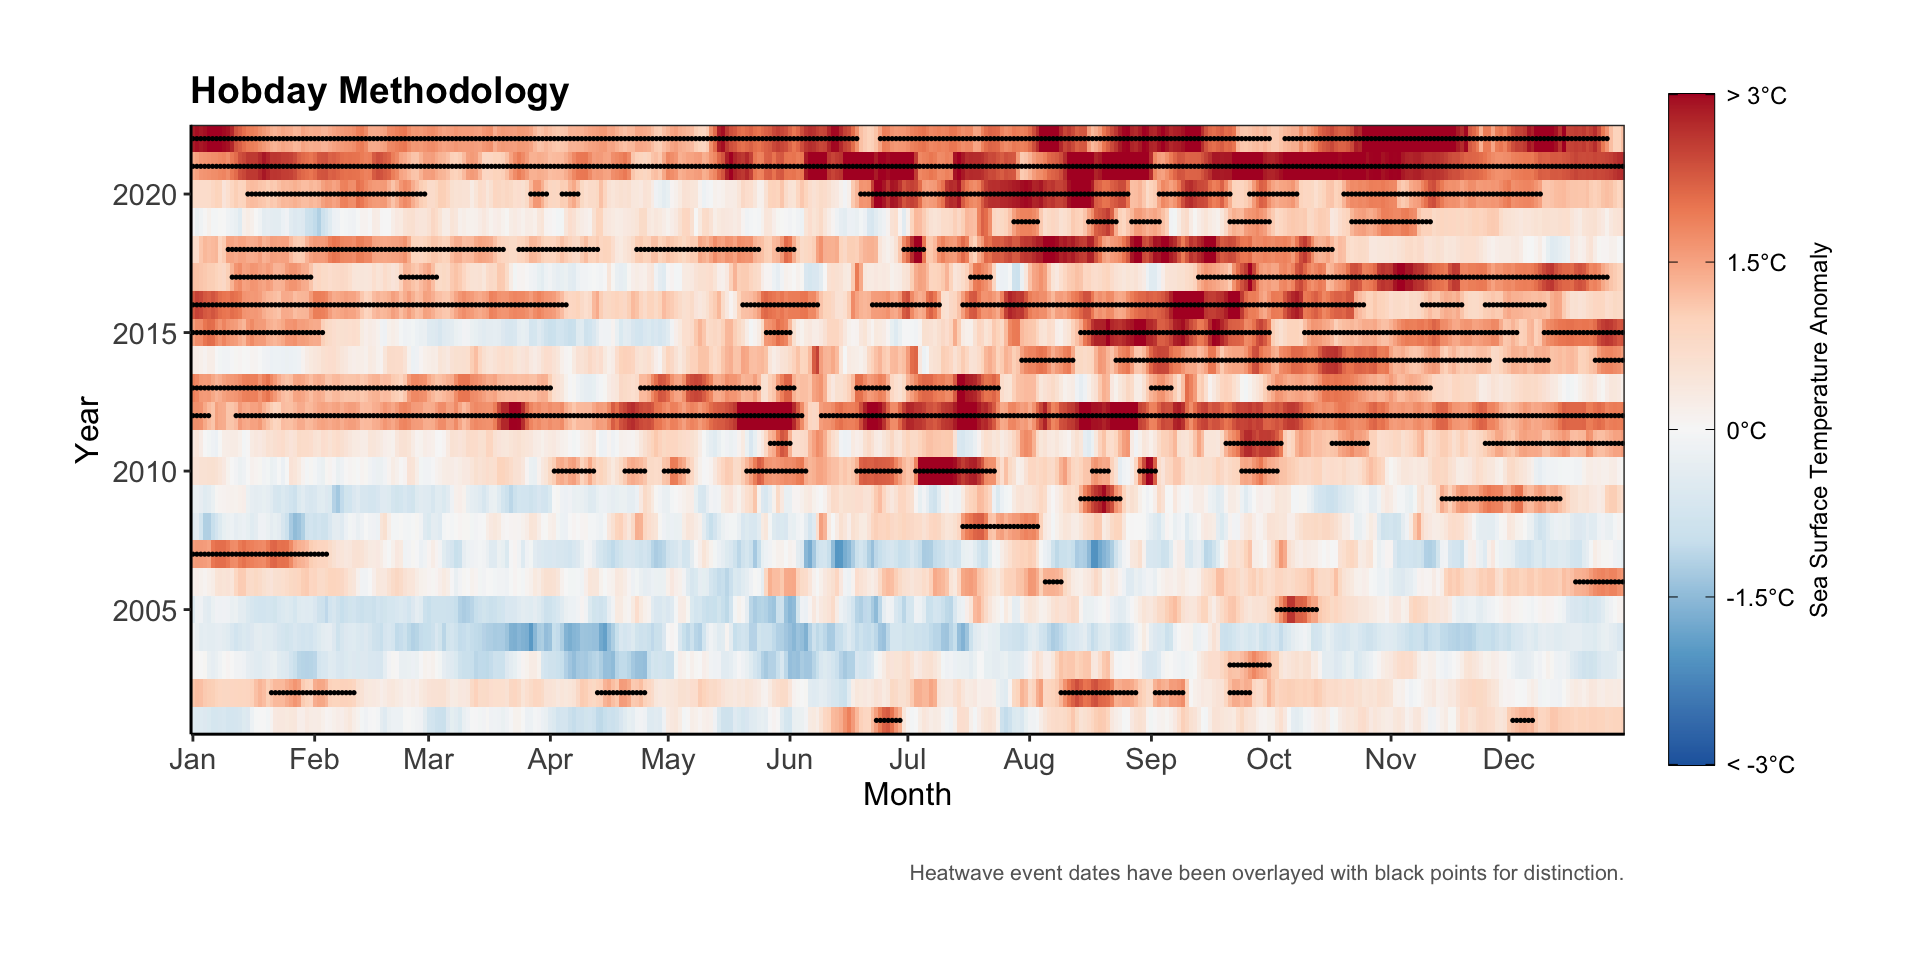 Hobday Methodology
> 3°C
1.5°C
0°C
-1.5°C
< -3°C
Sea Surface Temperature Anomaly
Year
2020
2015
2010
2005
Jan Feb Mar Apr May Jun Jul Aug Sep Oct Nov Dec
Month
Heatwave event dates have been overlayed with black points for distinction.